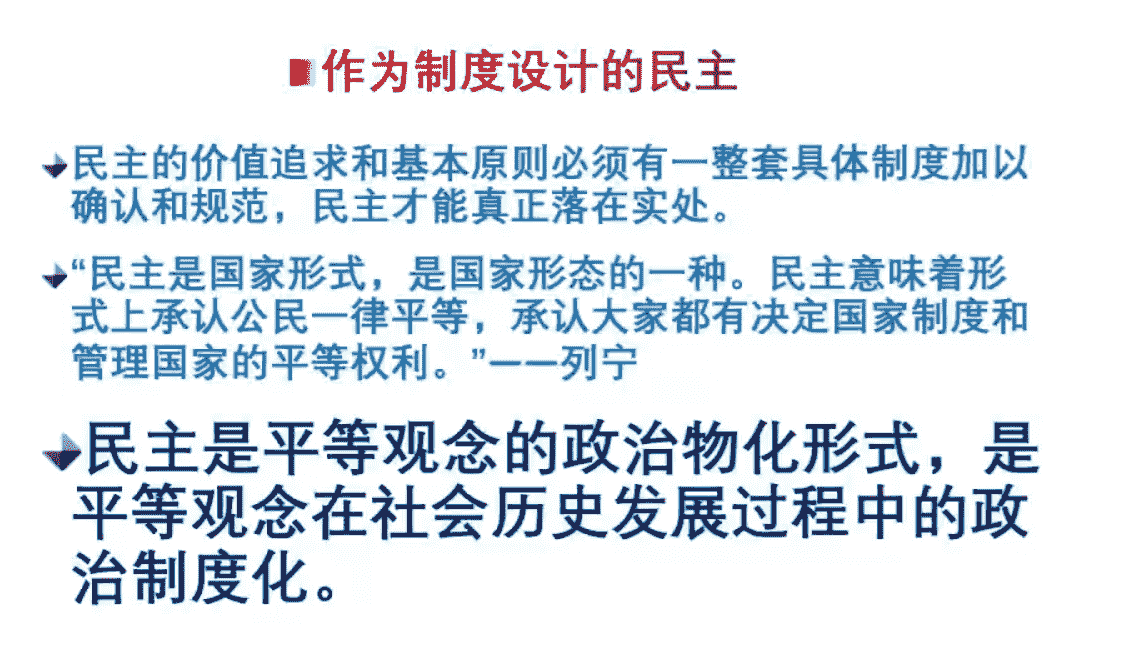 作为制度设计的民主
民主的价值追求和基本原则必须有一整套具体制度加以
确认和规范，民主才能真正落在实处。
“民主是国家形式，是国家形态的一种。民主意味着形
式上承认公民一律平等，承认大家都有决定国家制度和
管理国家的平等权利。”——列宁
民主是平等观念的政治物化形式，是
平等观念在社会历史发展过程中的政
治制度化。